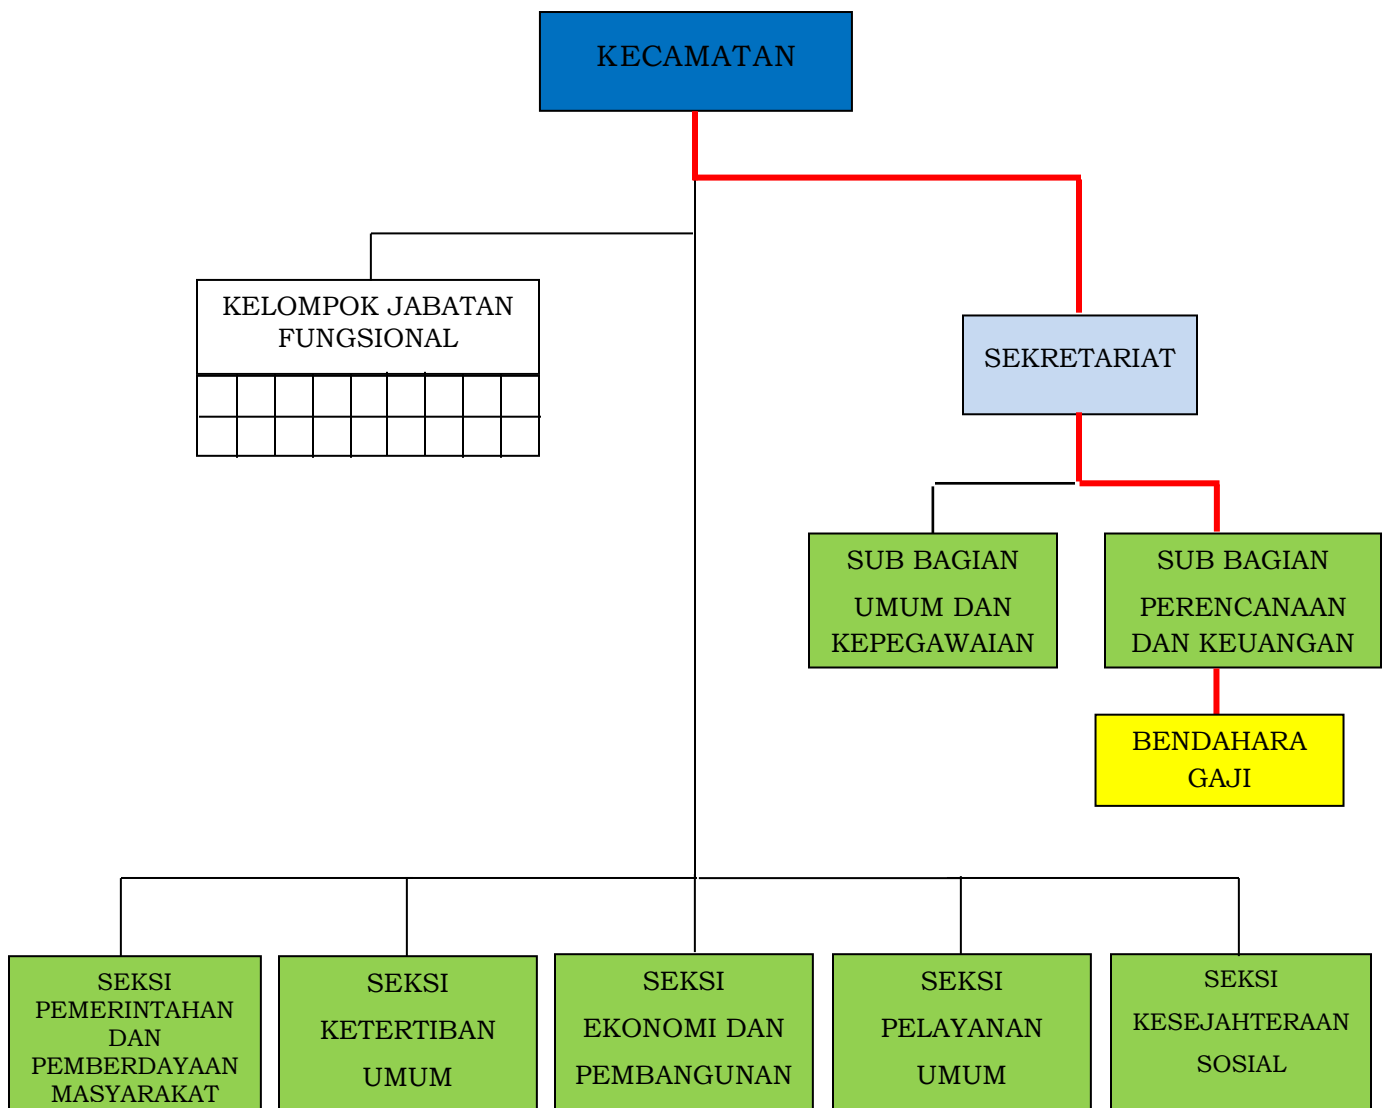 KECAMATAN
KELOMPOK JABATAN
FUNGSIONAL
SEKRETARIAT
SUB BAGIAN
UMUM DAN
KEPEGAWAIAN
SUB BAGIAN
PERENCANAAN
DAN KEUANGAN
BENDAHARA
GAJI
SEKSI
PEMERINTAHAN
DAN
PEMBERDAYAAN
MASYARAKAT
SEKSI
KETERTIBAN
UMUM
SEKSI
EKONOMI DAN
PEMBANGUNAN
SEKSI
PELAYANAN
UMUM
SEKSI
KESEJAHTERAAN
SOSIAL